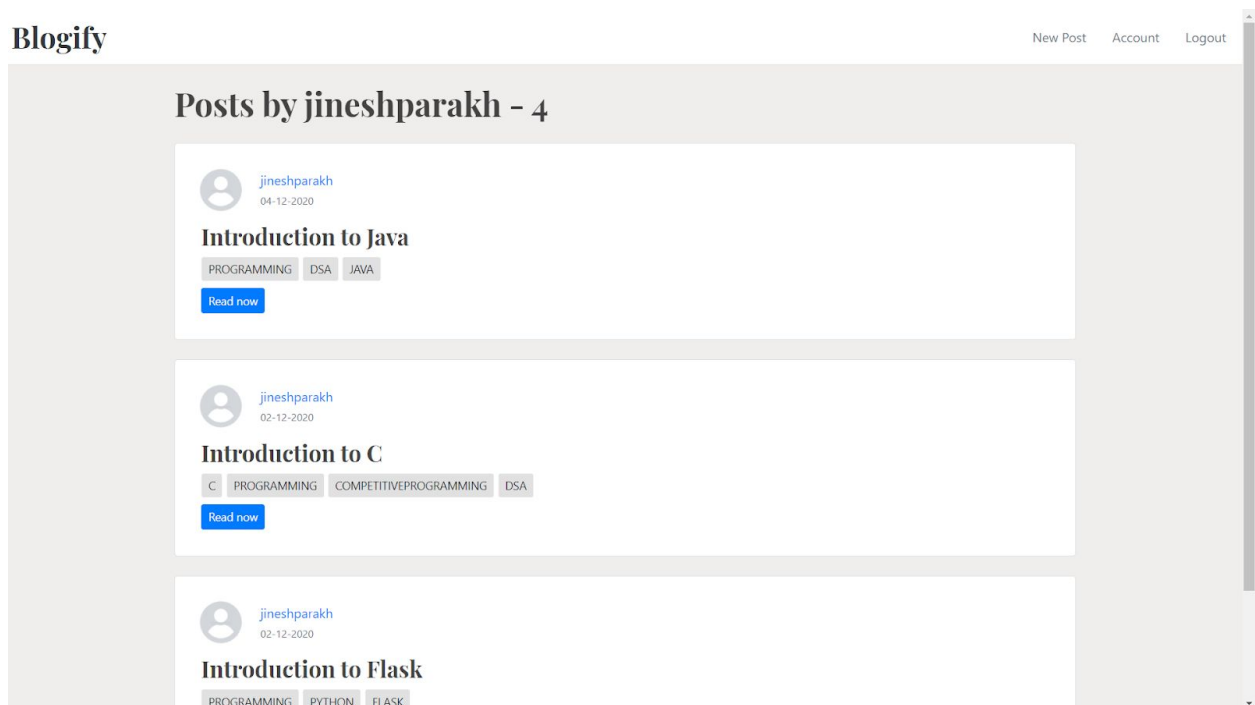 Blogify
New Post Account Logout
Posts by jineshparakh - 4
jineshparakh
04-12-2020
Introduction to Java
PROGRAMMING DSA JAVA
Read now
jineshparakh
02-12-2020
Introduction to C
C PROGRAMMING COMPETITIVEPROGRAMMING DSA
Read now
jineshparakh
02-12-2020
Introduction to Flask
PROGRAMMING PYTHON FLASK